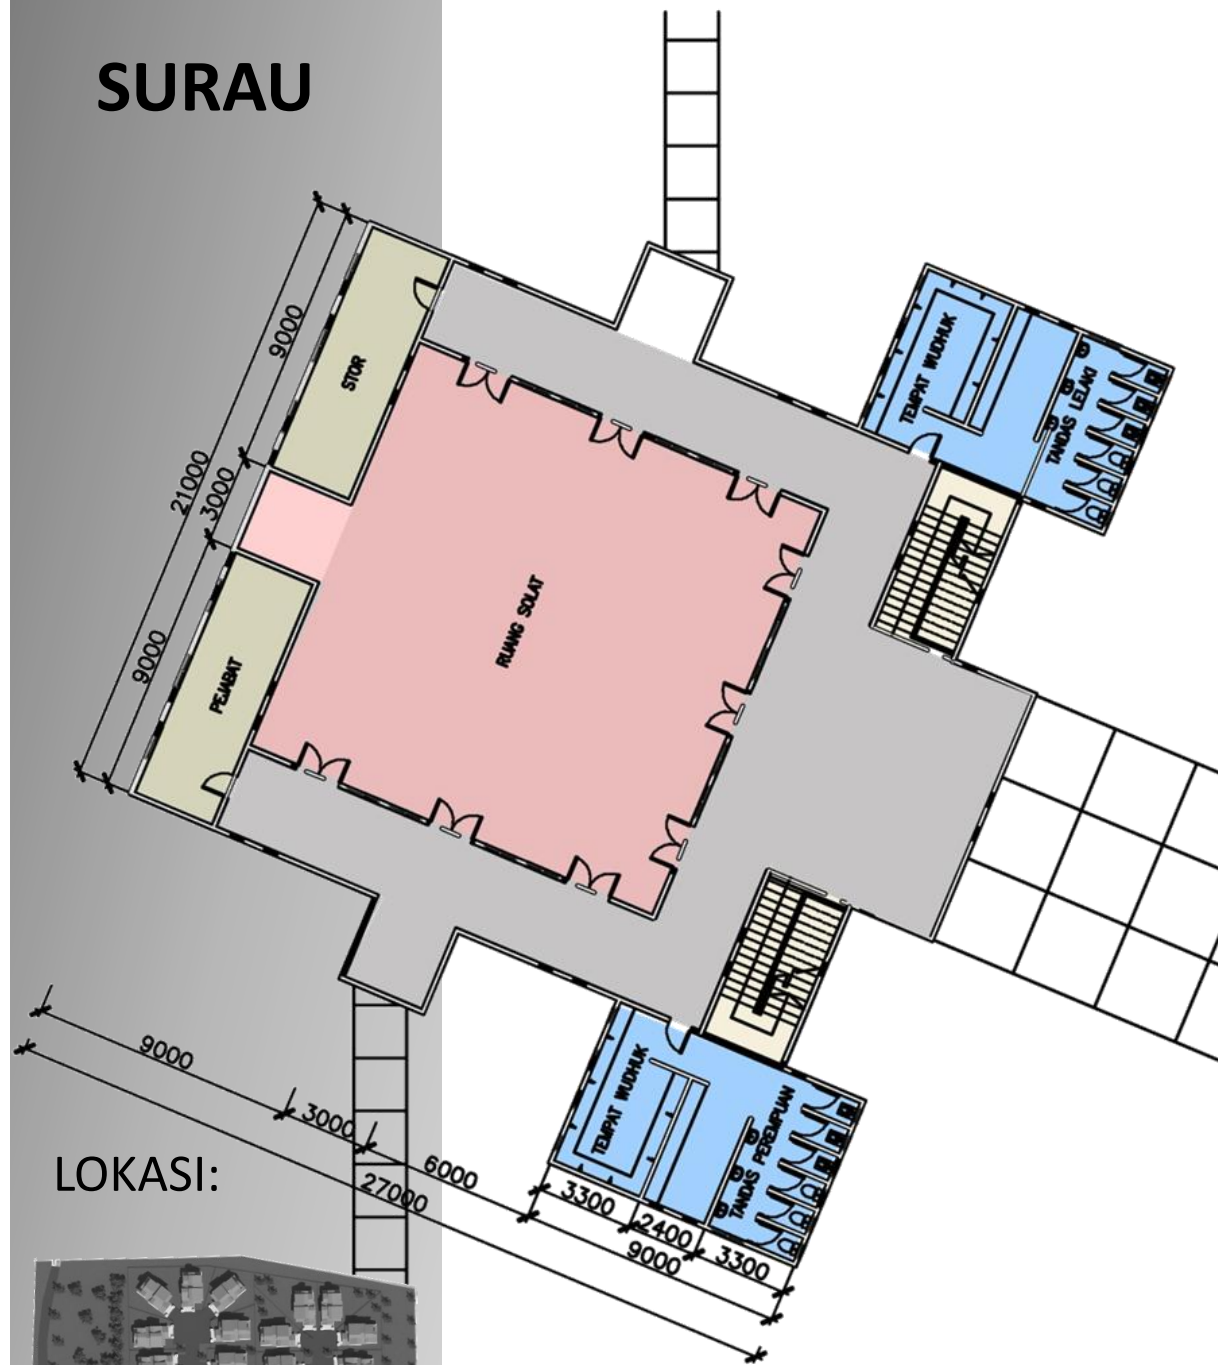 SURAU
9000
STOR
21000
3000
9000
PEJABAT
RUANG SOLAT
TEMPAT WUDHUK
TANDAS LELAKI
TEMPAT WUDHUK
TANDAS PEREMPUAN
9000
3000
6000
27000
3300
2400
3300
9000
LOKASI: